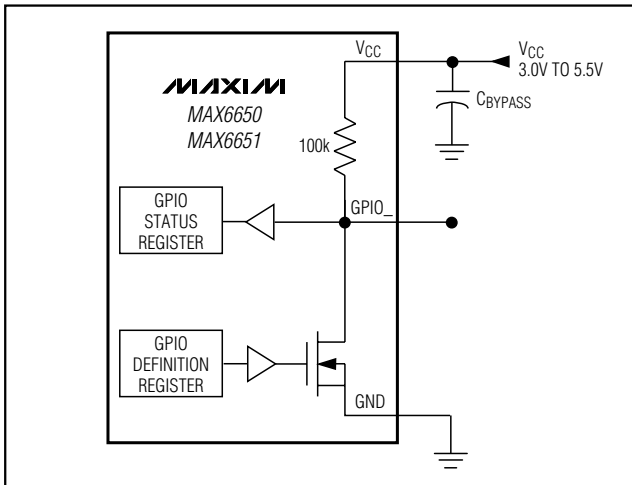 VCC
VCC
3.0V TO 5.5V
MAXIM
MAX6650
MAX6651
CBYPASS
100k
GPIO
STATUS
REGISTER
GPIO_
GPIO
DEFINITION
REGISTER
GND